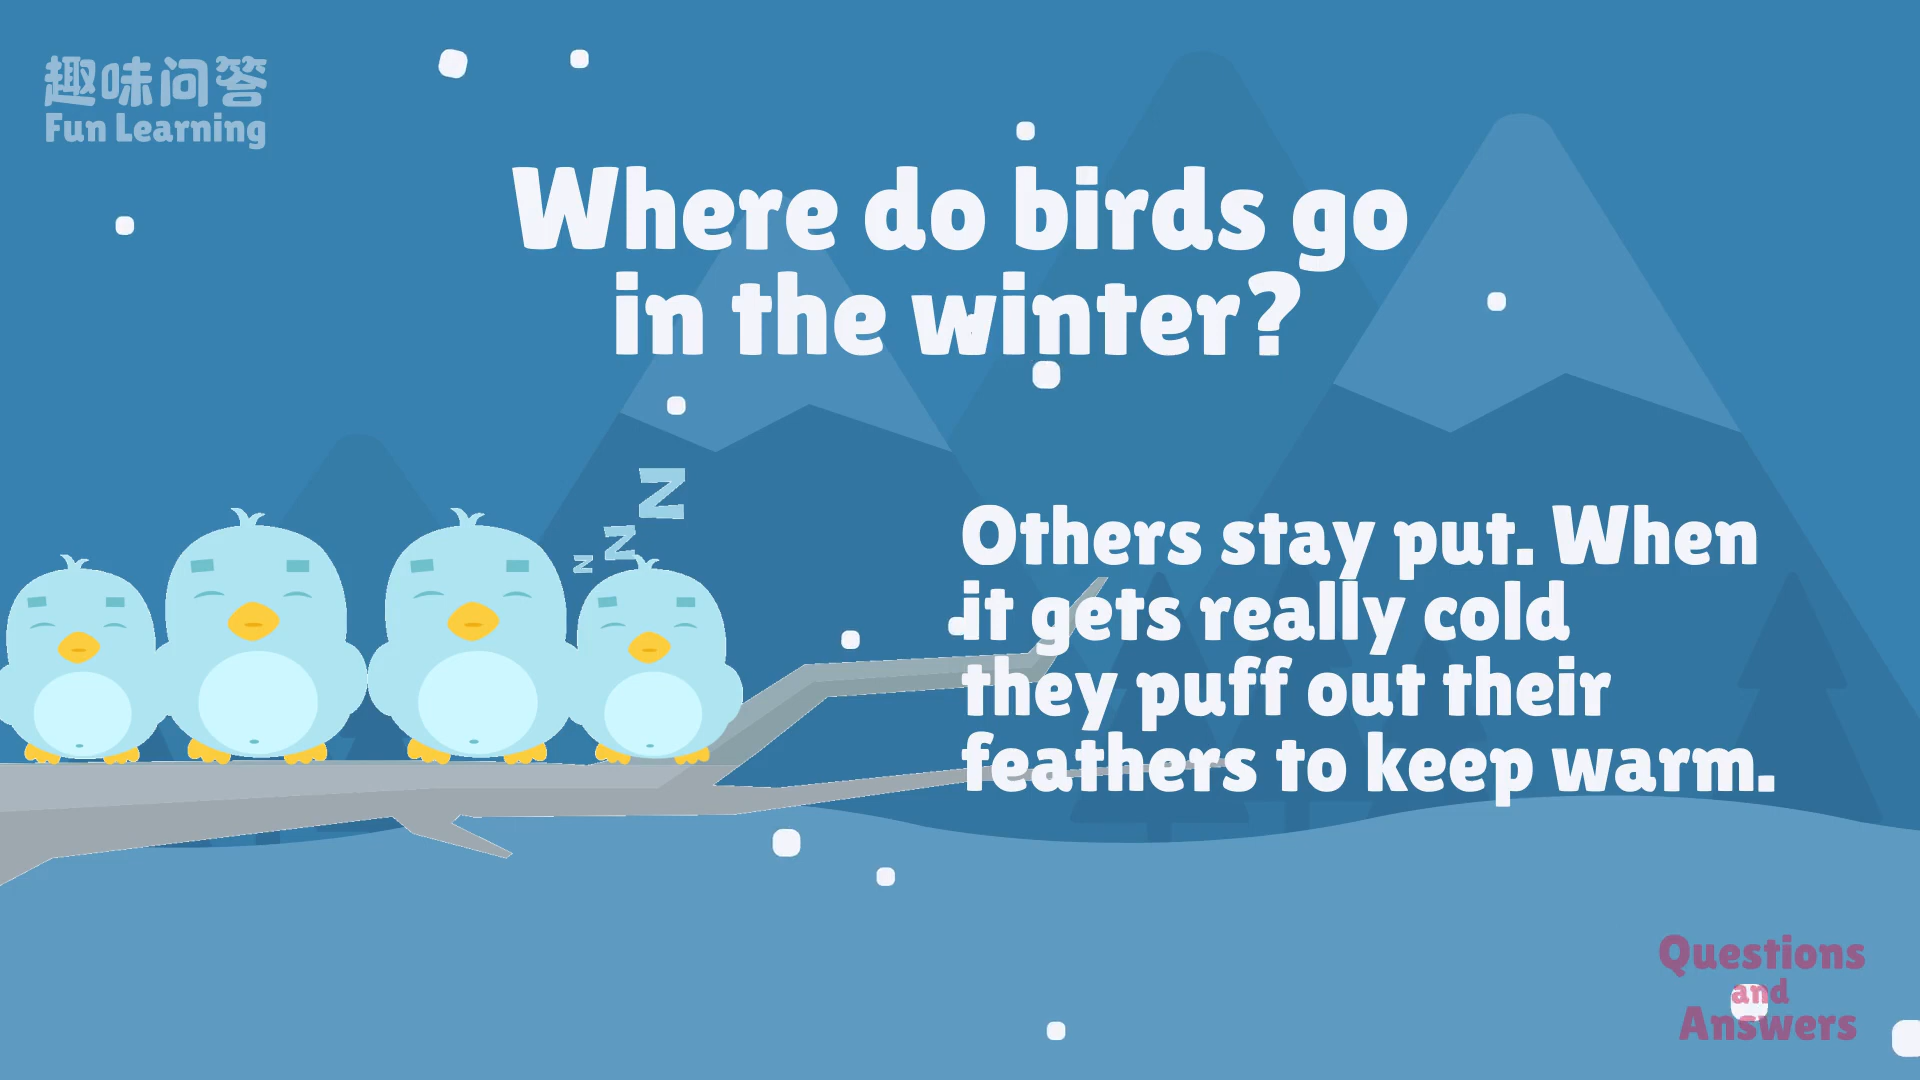 趣味问答
Fun Learning
Where do birds go
in the winter?
z
z
z
Others stay put. When
it gets really cold
they puff out their
feathers to keep warm.
Questions
and
Answers